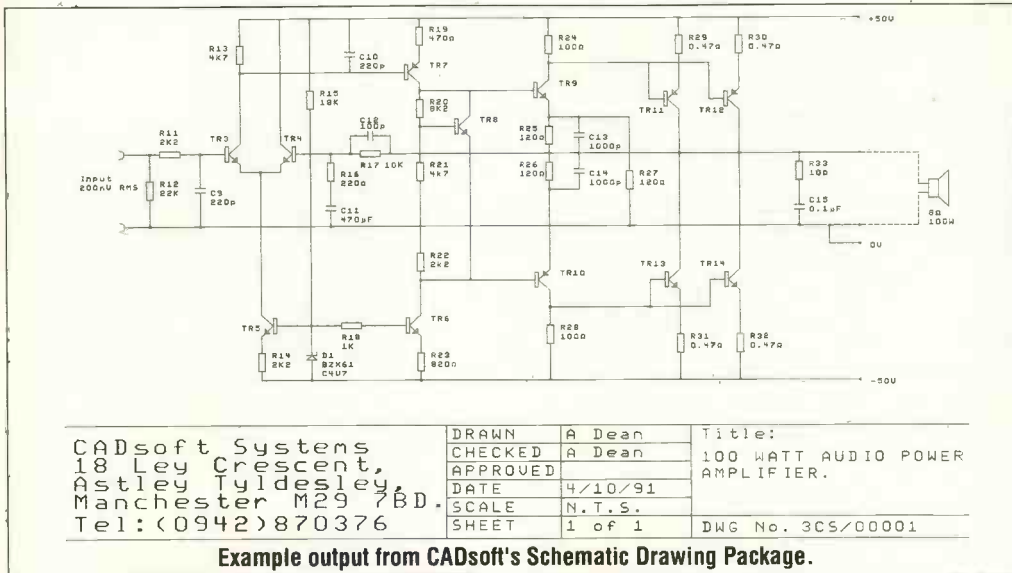 +50V
R13
4K7
C10
220p
R19
470Ω
TR7
R24
100Ω
R29
0.47Ω
R30
0.47Ω
R15
18K
R20
8K2
TR8
TR9
TR11
TR12
R11
2K2
TR3
TR4
C12
100p
R17 10K
R16
220Ω
R21
4k7
R25
120Ω
R26
120Ω
C13
1000p
C14
1000p
R27
120Ω
Input
200mV RMS
R12
22K
C9
220p
C11
470µF
R33
10Ω
C15
0.1µF
8Ω
100W
0V
R22
2k2
TR10
TR13
TR14
TR5
R18
1K
TR6
R14
2K2
D1
BZX61
C4V7
R23
820Ω
R28
100Ω
R31
0.47Ω
R32
0.47Ω
-50V
CADsoft Systems
18 Ley Crescent,
Astley Tyldesley,
Manchester M29 7BD.
Tel:(0942)870376
DRAWN A Dean
CHECKED A Dean
APPROVED
DATE 4/10/91
SCALE N.T.S.
SHEET 1 of 1
Title:
100 WATT AUDIO POWER
AMPLIFIER.
DWG No. 3CS/00001
Example output from CADsoft's Schematic Drawing Package.